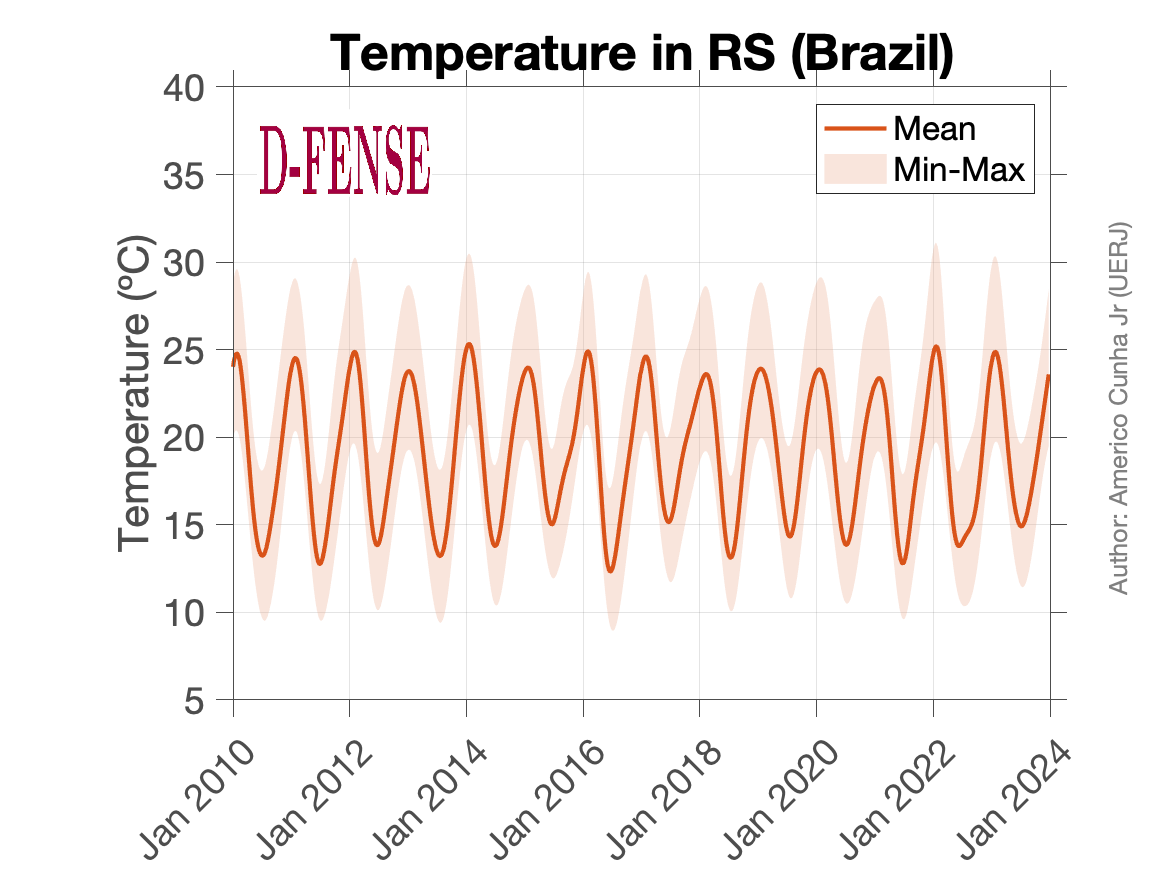 Temperature in RS (Brazil)
D-FENSE
Mean
Min-Max
Temperature (ºC)
40
35
30
25
20
15
10
5
Jan 2010
Jan 2012
Jan 2014
Jan 2016
Jan 2018
Jan 2020
Jan 2022
Jan 2024
Author: Americo Cunha Jr (UERJ)